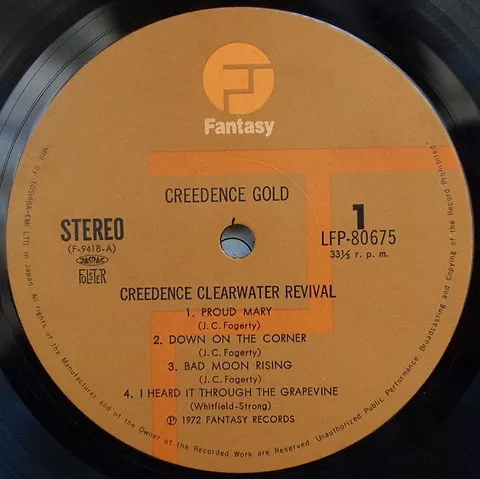 Fantasy
CREEDENCE GOLD
STEREO
(F-9418-A)
JASRAC
POLSTER
1
LFP-80675
33⅓ r. p. m.
CREEDENCE CLEARWATER REVIVAL
1. PROUD MARY
(J. C. Fogerty)
2. DOWN ON THE CORNER
(J. C. Fogerty)
3. BAD MOON RISING
(J. C. Fogerty)
4. I HEARD IT THROUGH THE GRAPEVINE
(Whitfield-Strong)
℗ 1972 FANTASY RECORDS
Mfr by TOSHIBA-EMI LTD. in Japan. All rights of the Manufacturer and of the Owner of the Recorded Work are Reserved. Unauthorized Public Performance, Broadcasting and Copying of the Record Prohibited.